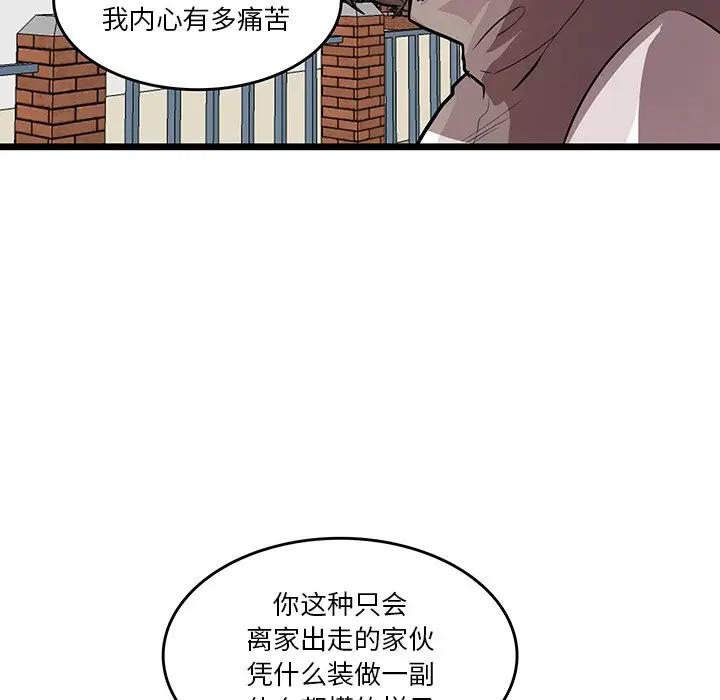 我内心有多痛苦
你这种只会
离家出走的家伙
凭什么装做一副